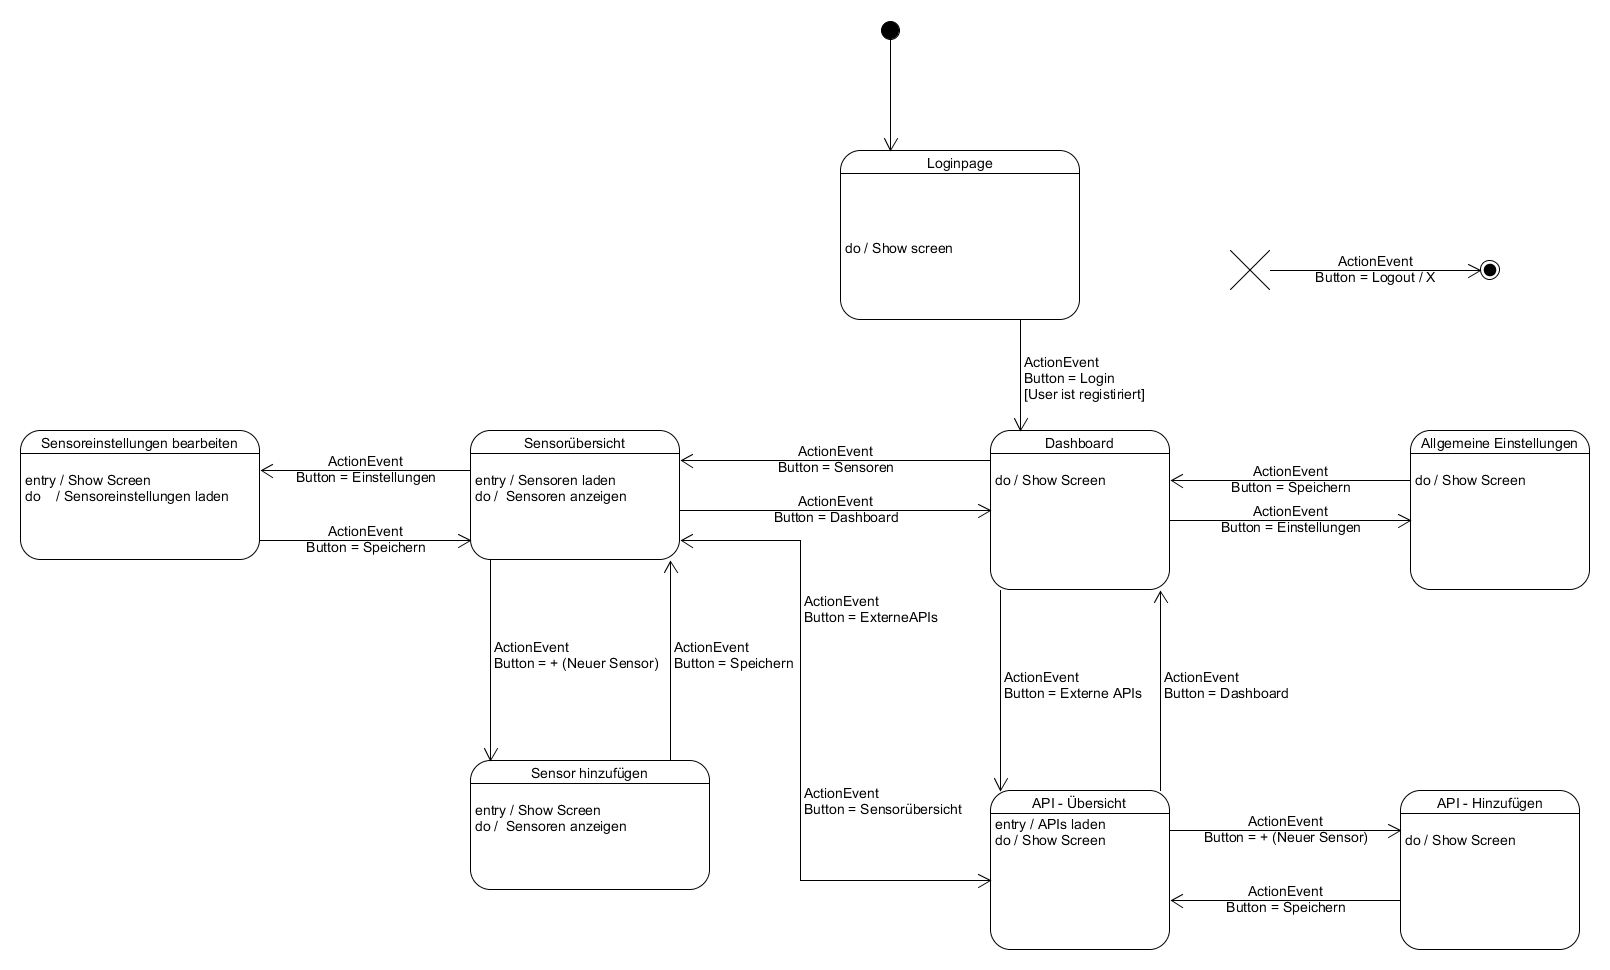 Loginpage
do / Show screen
ActionEvent
Button = Logout / X
ActionEvent
Button = Login
[User ist registiriert]
Sensoreinstellungen bearbeiten
entry / Show Screen
do    / Sensoreinstellungen laden
ActionEvent
Button = Einstellungen
ActionEvent
Button = Speichern
Sensorübersicht
entry / Sensoren laden
do /  Sensoren anzeigen
ActionEvent
Button = Sensoren
ActionEvent
Button = Dashboard
Dashboard
do / Show Screen
ActionEvent
Button = Speichern
ActionEvent
Button = Einstellungen
Allgemeine Einstellungen
do / Show Screen
ActionEvent
Button = + (Neuer Sensor)
ActionEvent
Button = Speichern
ActionEvent
Button = ExterneAPIs
ActionEvent
Button = Externe APIs
ActionEvent
Button = Dashboard
Sensor hinzufügen
entry / Show Screen
do /  Sensoren anzeigen
ActionEvent
Button = Sensorübersicht
API - Übersicht
entry / APIs laden
do / Show Screen
ActionEvent
Button = + (Neuer Sensor)
ActionEvent
Button = Speichern
API - Hinzufügen
do / Show Screen